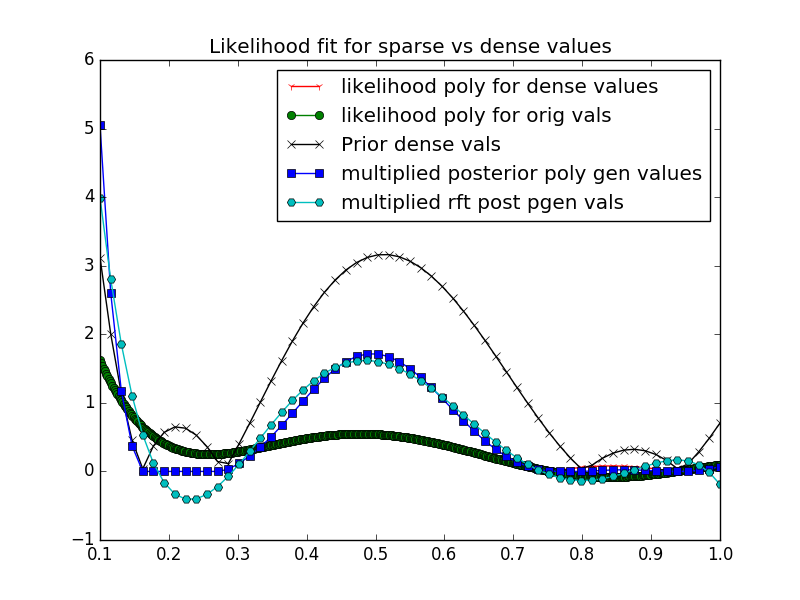 Likelihood fit for sparse vs dense values
6
likelihood poly for dense values
likelihood poly for orig vals
5
Prior dense vals
multiplied posterior poly gen values
multiplied rft post pgen vals
4
3
2
1
0
−1
0.1 0.2 0.3 0.4 0.5 0.6 0.7 0.8 0.9 1.0